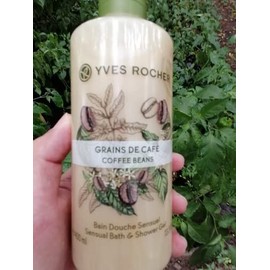 YVES ROCHER
GRAINS DE CAFÉ
COFFEE BEANS
Bain Douche Sensuel
Sensual Bath & Shower Gel